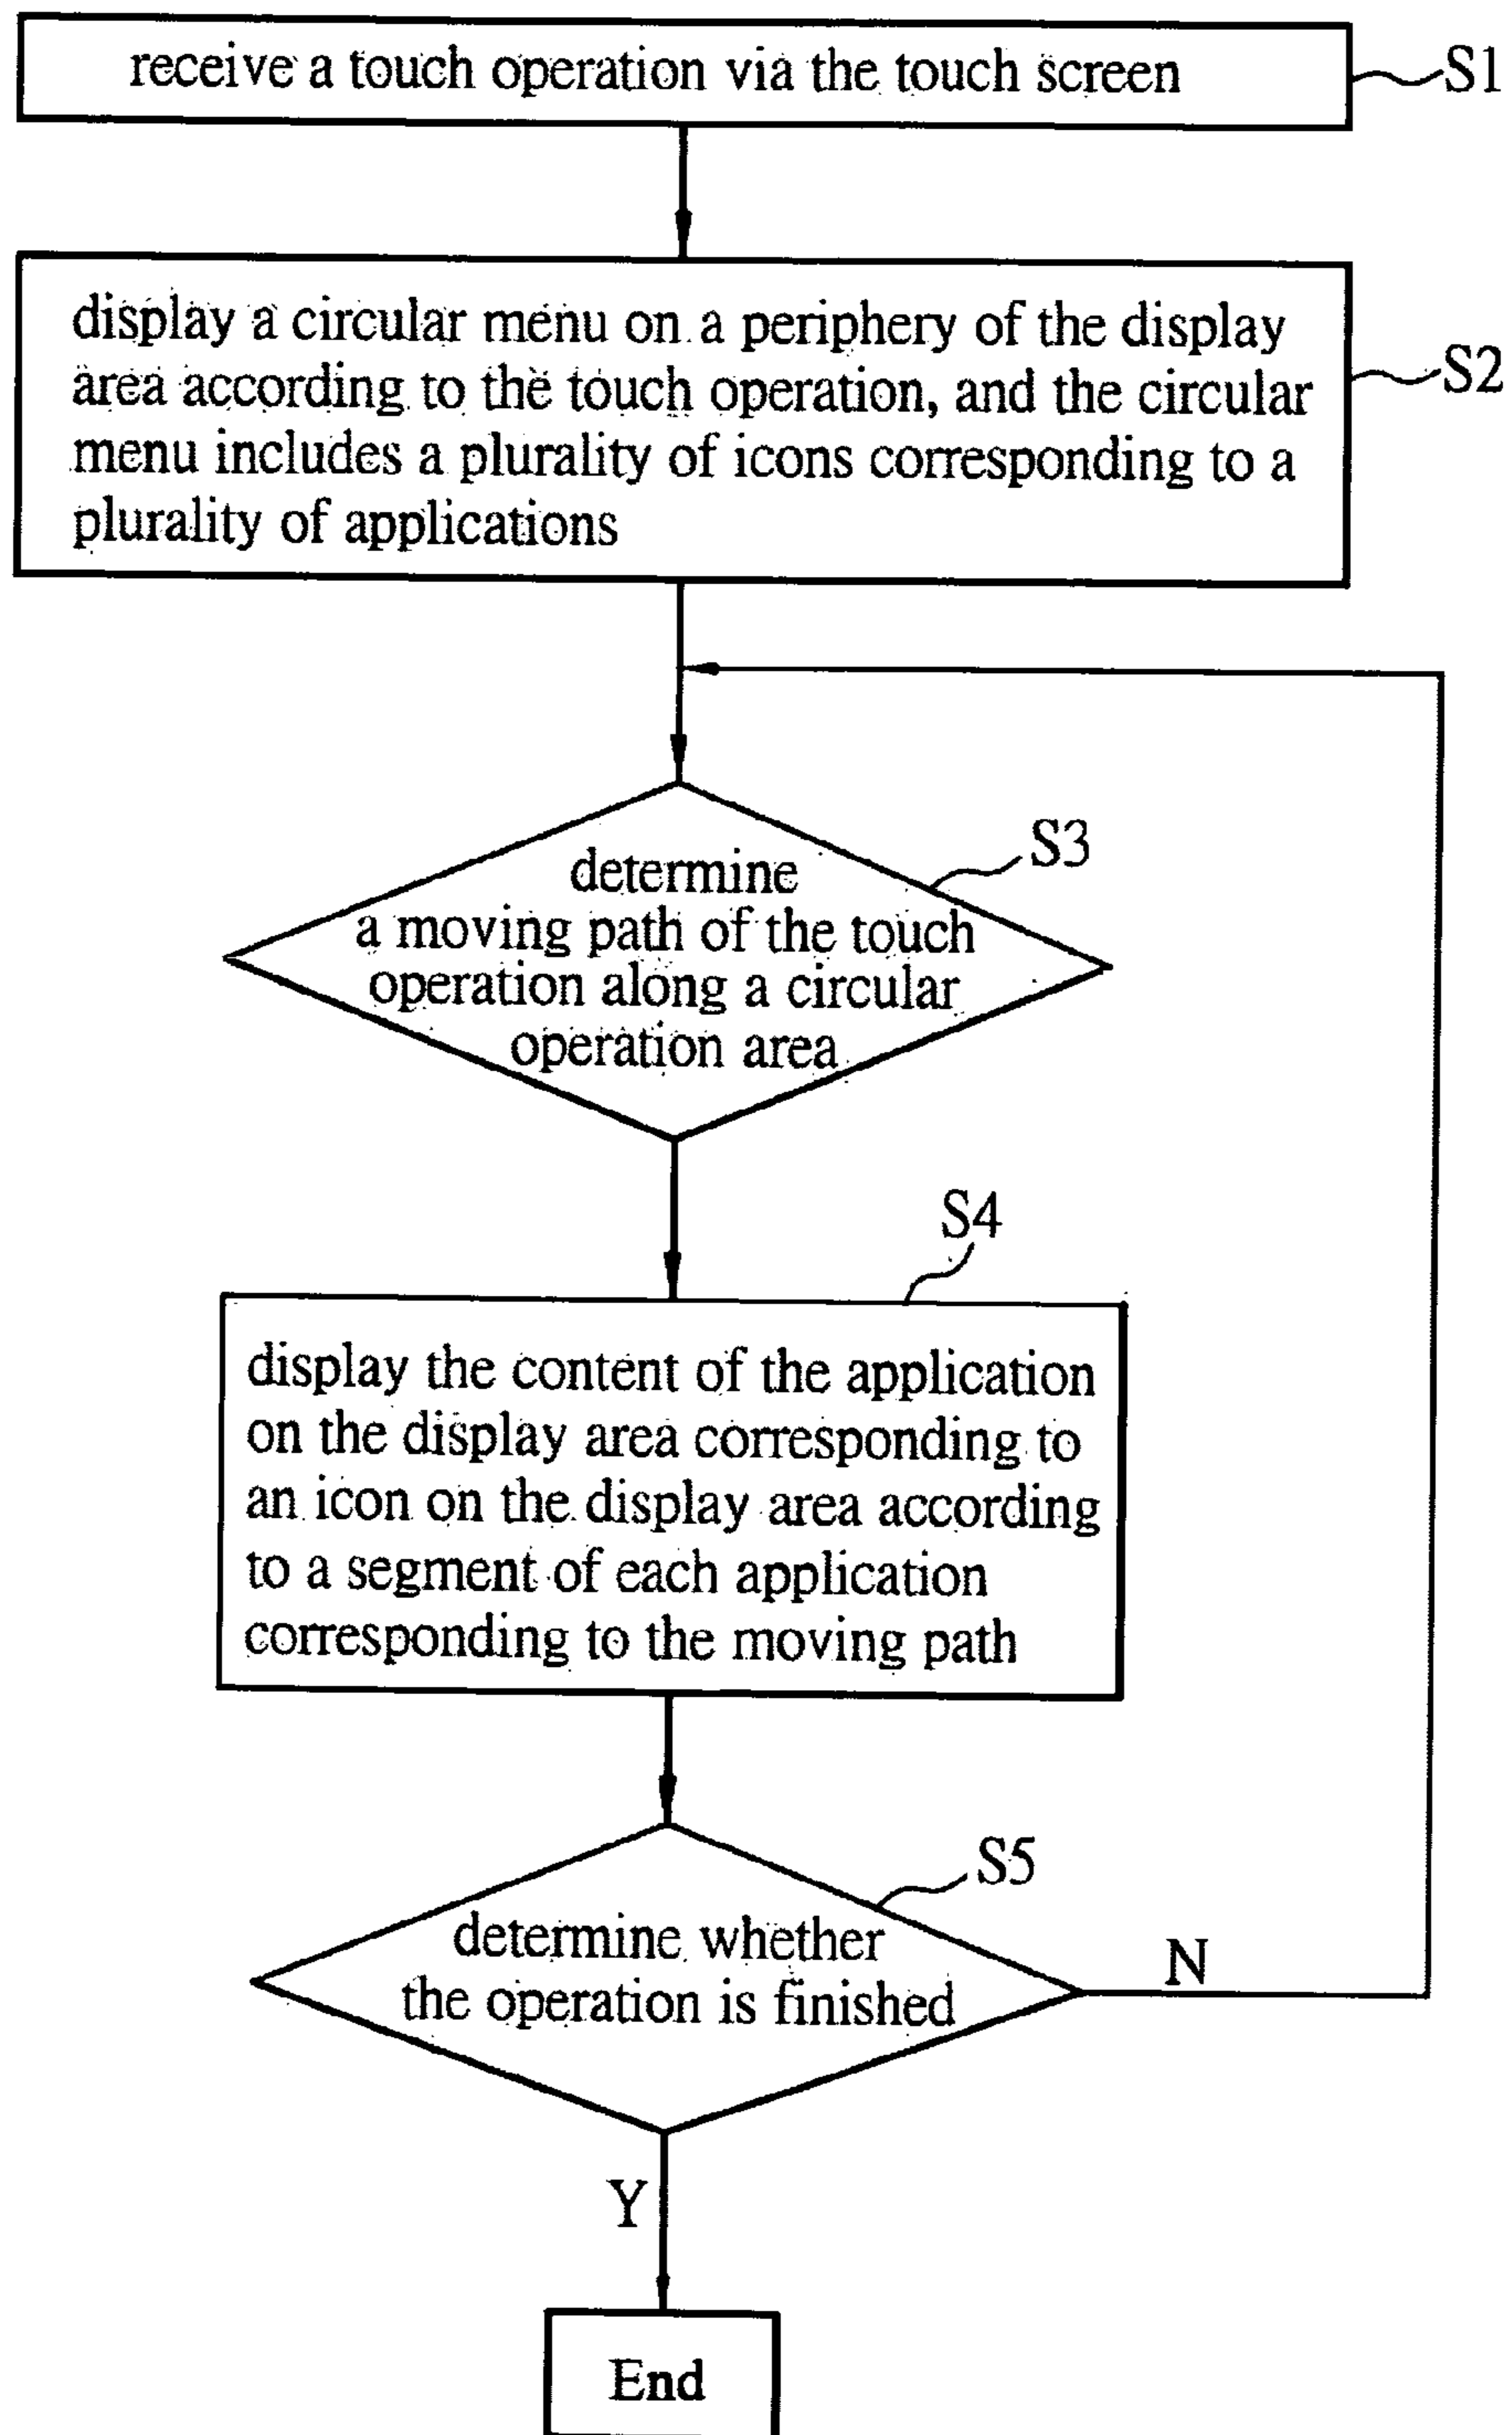 receive a touch operation via the touch screen
S1
display a circular menu on a periphery of the display
area according to the touch operation, and the circular
menu includes a plurality of icons corresponding to a
plurality of applications
S2
determine
a moving path of the touch
operation along a circular
operation area
S3
S4
display the content of the application
on the display area corresponding to
an icon on the display area according
to a segment of each application
corresponding to the moving path
S5
determine whether
the operation is finished
N
Y
End